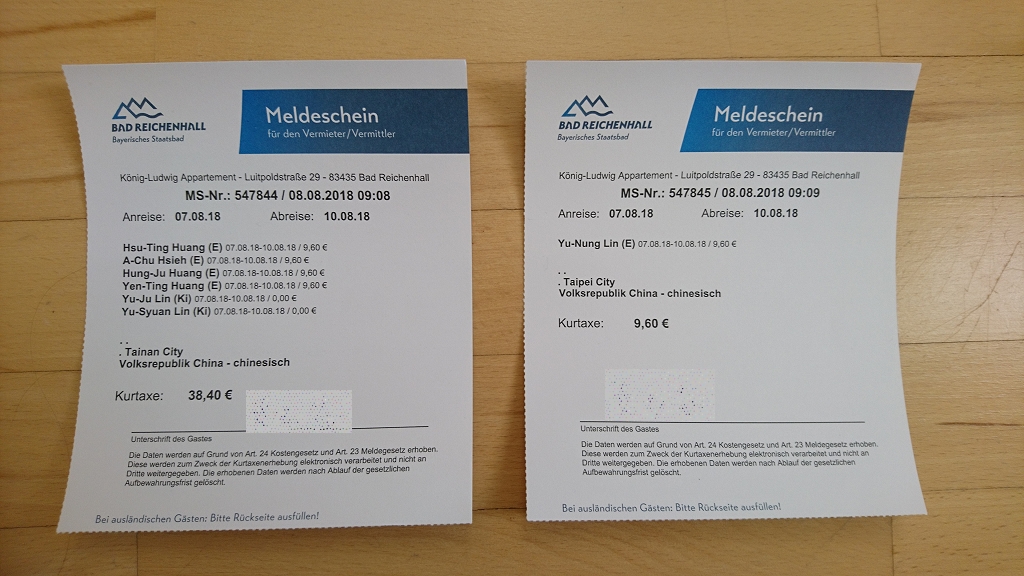 BAD REICHENHALL
Bayerisches Staatsbad
Meldeschein
für den Vermieter/Vermittler
König-Ludwig Appartement - Luitpoldstraße 29 - 83435 Bad Reichenhall
MS-Nr.: 547844 / 08.08.2018 09:08
Anreise: 07.08.18 Abreise: 10.08.18
Hsu-Ting Huang (E) 07.08.18-10.08.18 / 9,60 €
A-Chu Hsieh (E) 07.08.18-10.08.18 / 9,60 €
Hung-Ju Huang (E) 07.08.18-10.08.18 / 9,60 €
Yen-Ting Huang (E) 07.08.18-10.08.18 / 9,60 €
Yu-Ju Lin (Ki) 07.08.18-10.08.18 / 0,00 €
Yu-Syuan Lin (Ki) 07.08.18-10.08.18 / 0,00 €
. .
. Tainan City
Volksrepublik China - chinesisch
Kurtaxe: 38,40 €
Unterschrift des Gastes
Die Daten werden auf Grund von Art. 24 Kostengesetz und Art. 23 Meldegesetz erhoben.
Diese werden zum Zweck der Kurtaxenerhebung elektronisch verarbeitet und nicht an
Dritte weitergegeben. Die erhobenen Daten werden nach Ablauf der gesetzlichen
Aufbewahrungsfrist gelöscht.
Bei ausländischen Gästen: Bitte Rückseite ausfüllen!
BAD REICHENHALL
Bayerisches Staatsbad
Meldeschein
für den Vermieter/Vermittler
König-Ludwig Appartement - Luitpoldstraße 29 - 83435 Bad Reichenhall
MS-Nr.: 547845 / 08.08.2018 09:09
Anreise: 07.08.18 Abreise: 10.08.18
Yu-Nung Lin (E) 07.08.18-10.08.18 / 9,60 €
. .
. Taipei City
Volksrepublik China - chinesisch
Kurtaxe: 9,60 €
Unterschrift des Gastes
Die Daten werden auf Grund von Art. 24 Kostengesetz und Art. 23 Meldegesetz erhoben.
Diese werden zum Zweck der Kurtaxenerhebung elektronisch verarbeitet und nicht an
Dritte weitergegeben. Die erhobenen Daten werden nach Ablauf der gesetzlichen
Aufbewahrungsfrist gelöscht.
Bei ausländischen Gästen: Bitte Rückseite ausfüllen!